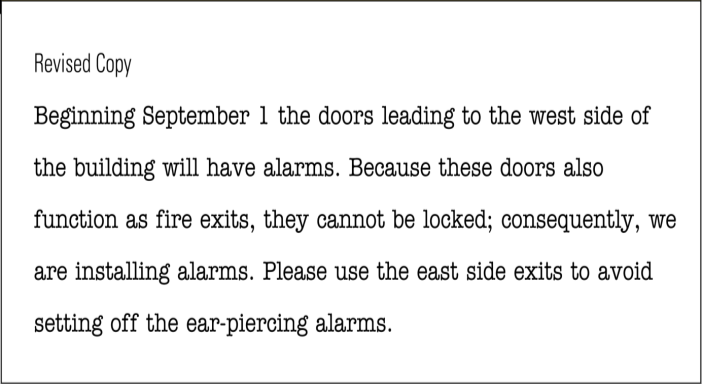 Revised Copy
Beginning September 1 the doors leading to the west side of
the building will have alarms. Because these doors also
function as fire exits, they cannot be locked; consequently, we
are installing alarms. Please use the east side exits to avoid
setting off the ear-piercing alarms.